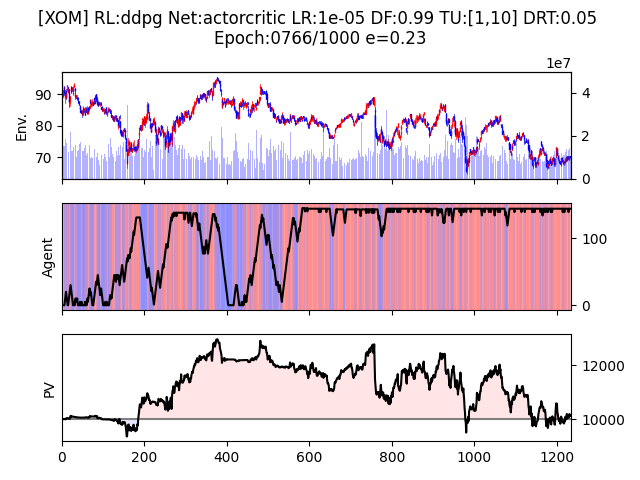 [XOM] RL:ddpg Net:actorcritic LR:1e-05 DF:0.99 TU:[1,10] DRT:0.05
Epoch:0766/1000 e=0.23
1e7
90
80
70
Env.
4
2
0
Agent
100
0
PV
12000
10000
0 200 400 600 800 1000 1200